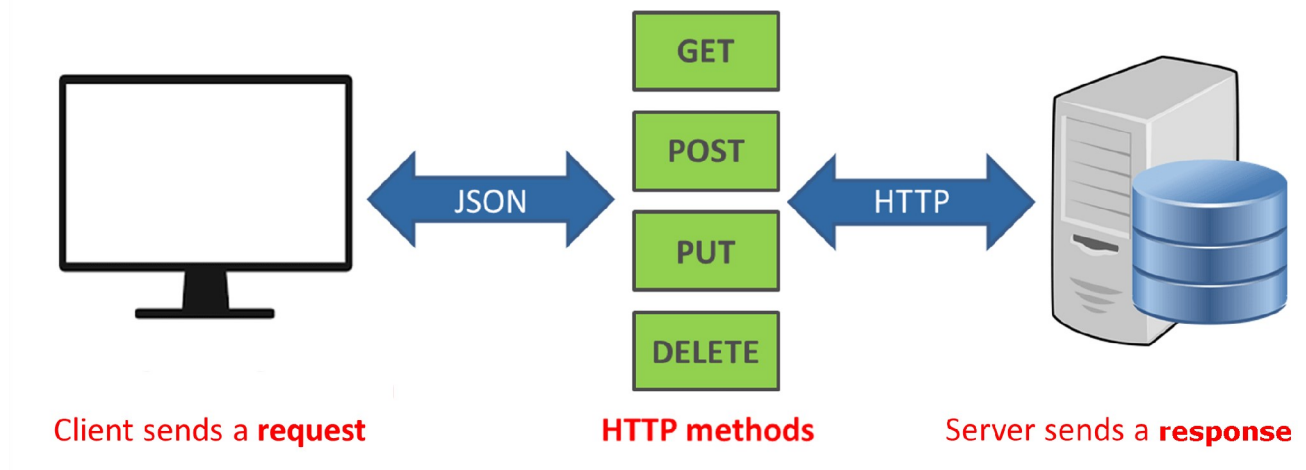 GET
POST
JSON
HTTP
PUT
DELETE
Client sends a request
HTTP methods
Server sends a response